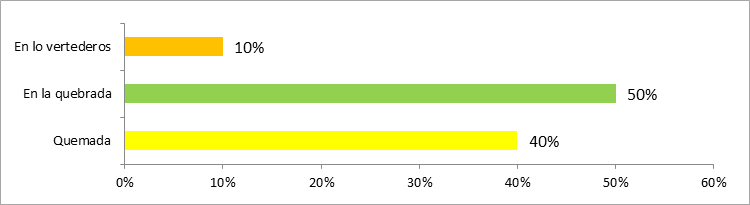 En lo vertederos
10%
En la quebrada
50%
Quemada
40%
0% 10% 20% 30% 40% 50% 60%